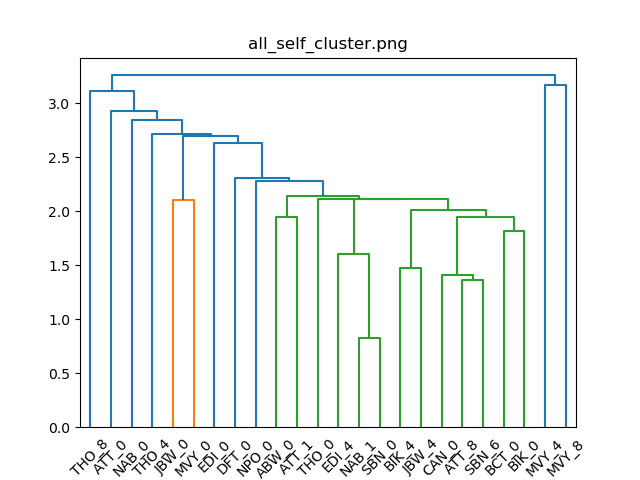 all_self_cluster.png
3.0
2.5
2.0
1.5
1.0
0.5
0.0
THO_8
ATT_0
NAB_0
THO_4
JBW_0
MVY_0
EDI_0
DFT_0
NPO_0
ABW_0
ATT_1
THO_0
EDI_4
NAB_1
SBN_0
BIK_4
JBW_4
CAN_0
ATT_8
SBN_6
BCT_0
BIK_0
MVY_4
MVY_8